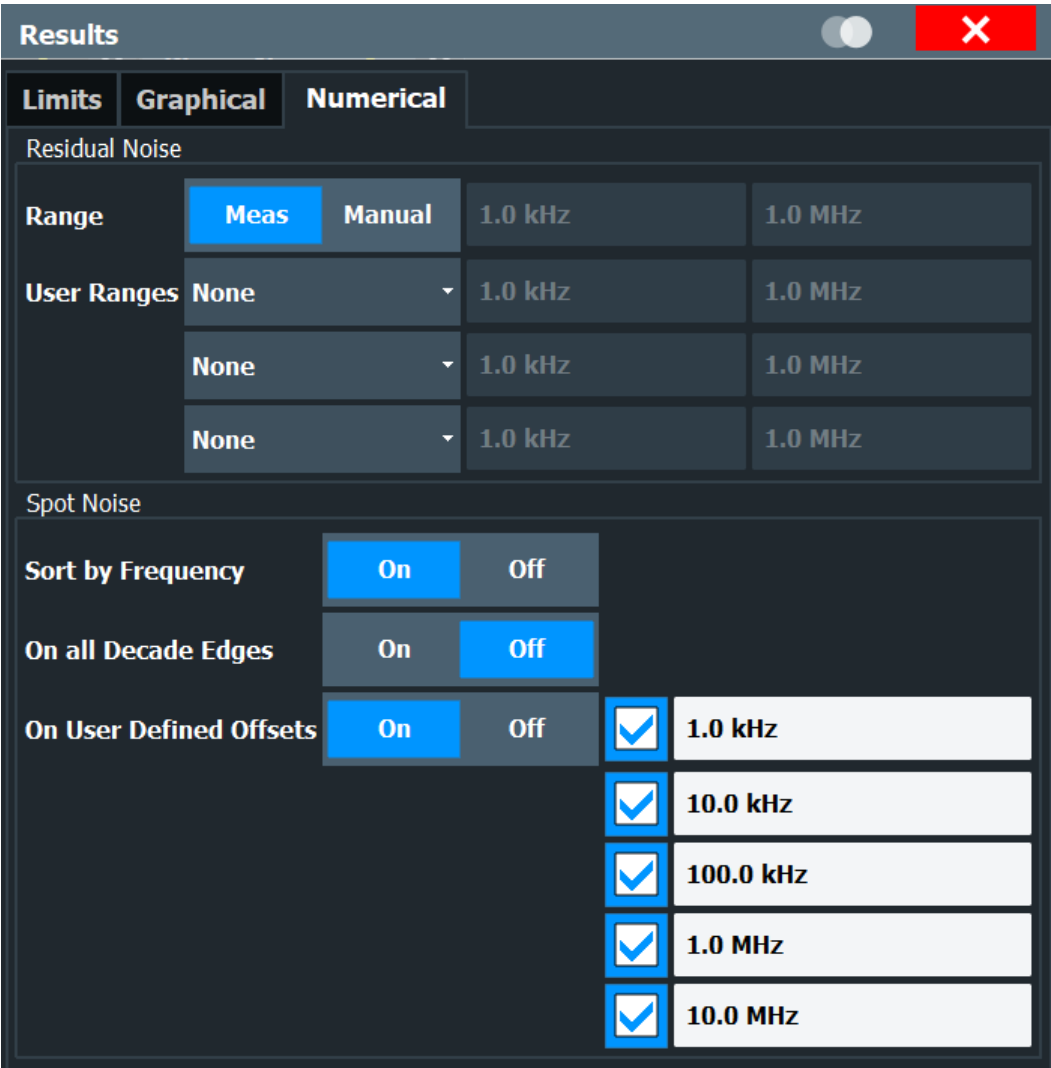 Results
Limits Graphical Numerical
Residual Noise
Range Meas Manual 1.0 kHz 1.0 MHz
User Ranges None 1.0 kHz 1.0 MHz
None 1.0 kHz 1.0 MHz
None 1.0 kHz 1.0 MHz
Spot Noise
Sort by Frequency On Off
On all Decade Edges On Off
On User Defined Offsets On Off 1.0 kHz
10.0 kHz
100.0 kHz
1.0 MHz
10.0 MHz